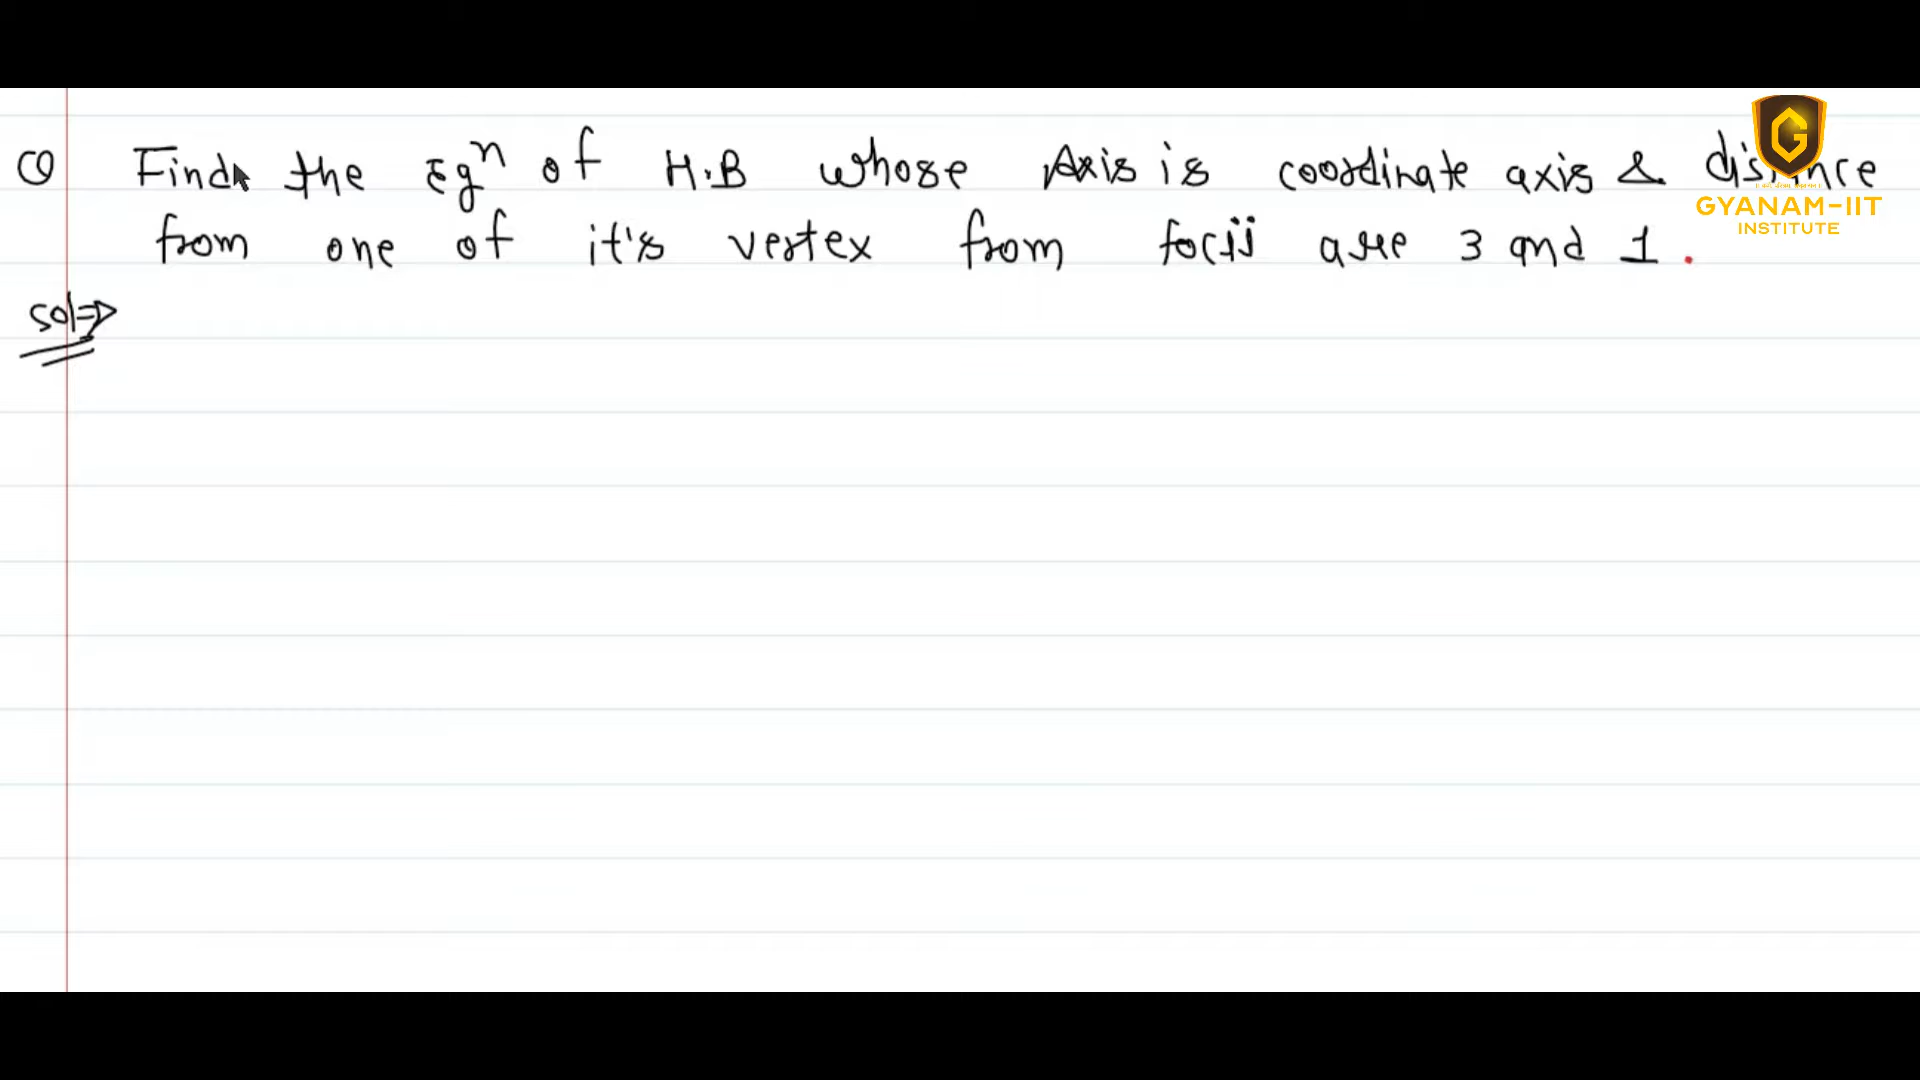 Q Find the Eqⁿ of H.B whose Axis is coordinate axis & distance
from one of it's vertex from focii are 3 and 1.
Sol⇒
GYANAM-IIT
INSTITUTE